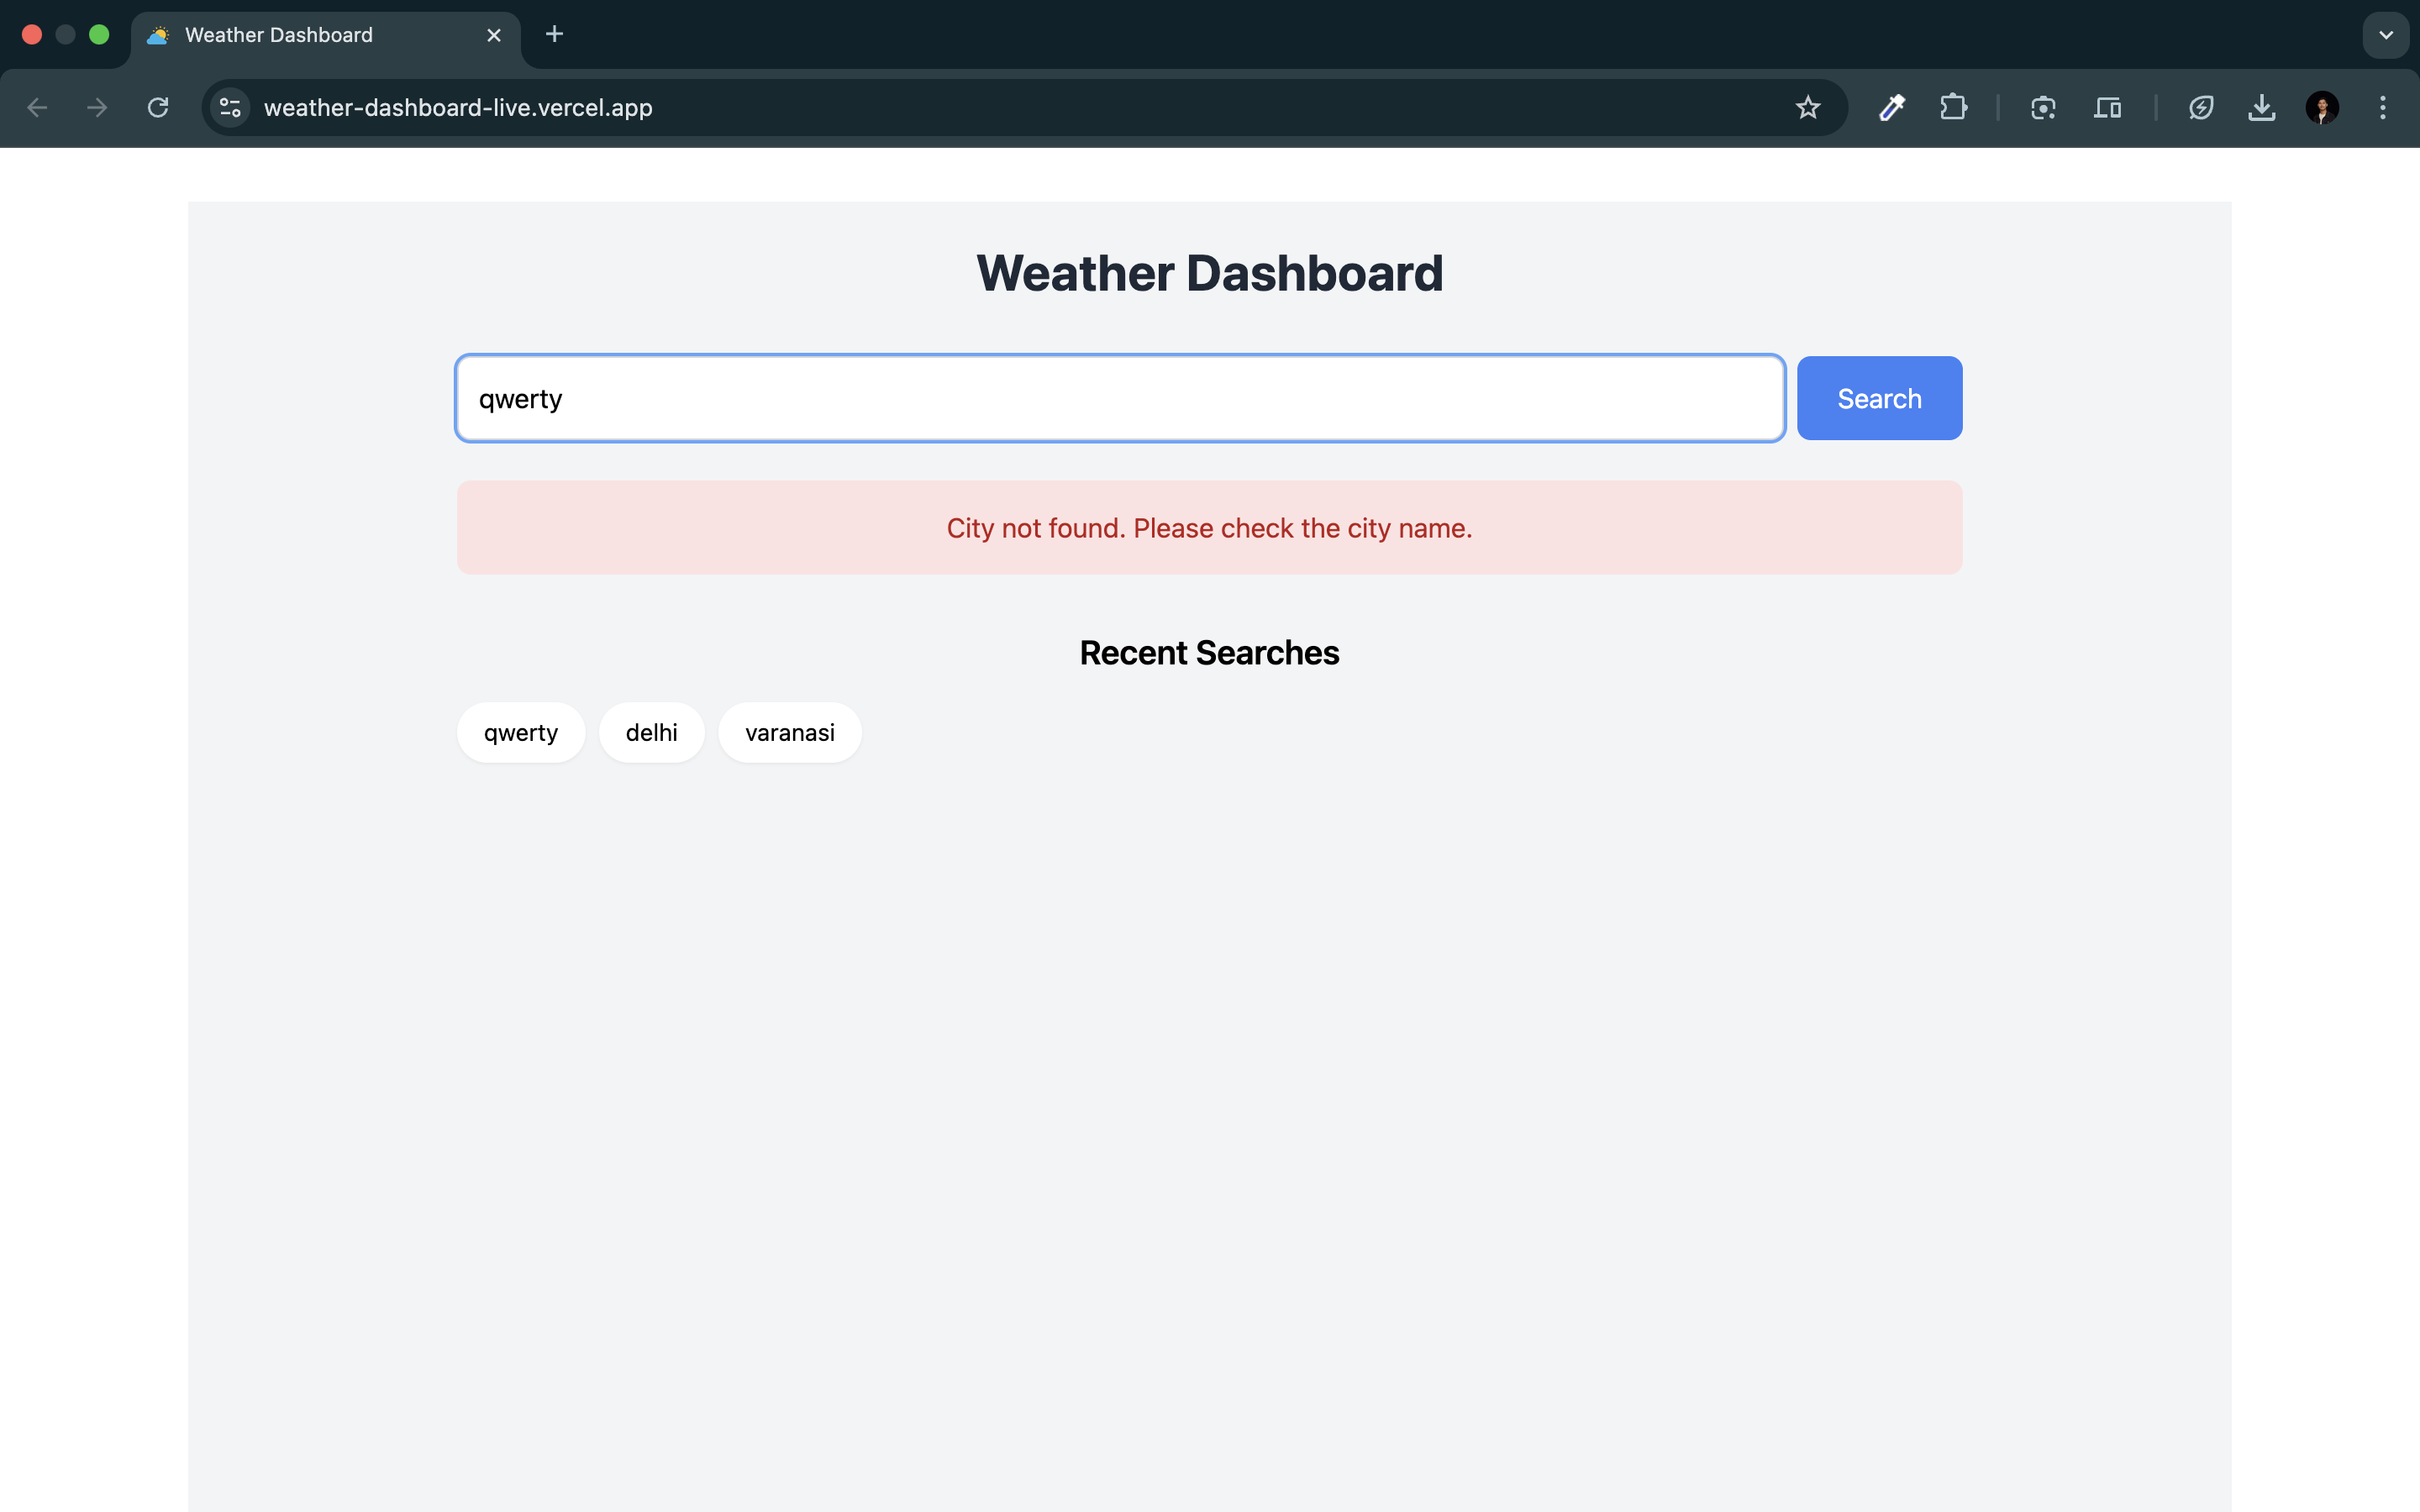 Weather Dashboard
weather-dashboard-live.vercel.app
Weather Dashboard
qwerty
Search
City not found. Please check the city name.
Recent Searches
qwerty delhi varanasi